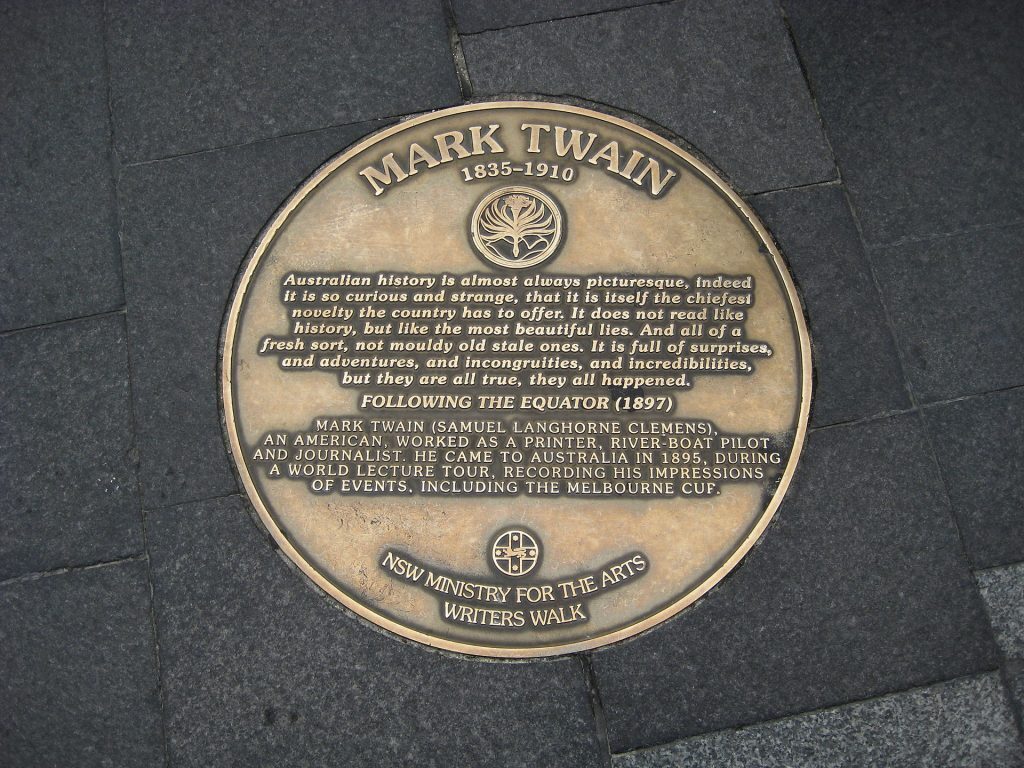 MARK TWAIN
1835-1910
Australian history is almost always picturesque, indeed
it is so curious and strange, that it is itself the chiefest
novelty the country has to offer. It does not read like
history, but like the most beautiful lies. And all of a
fresh sort, not mouldy old stale ones. It is full of surprises,
and adventures, and incongruities, and incredibilities,
but they are all true, they all happened.
FOLLOWING THE EQUATOR (1897)
MARK TWAIN (SAMUEL LANGHORNE CLEMENS),
AN AMERICAN, WORKED AS A PRINTER, RIVER-BOAT PILOT
AND JOURNALIST. HE CAME TO AUSTRALIA IN 1895, DURING
A WORLD LECTURE TOUR, RECORDING HIS IMPRESSIONS
OF EVENTS, INCLUDING THE MELBOURNE CUP.
NSW MINISTRY FOR THE ARTS
WRITERS WALK